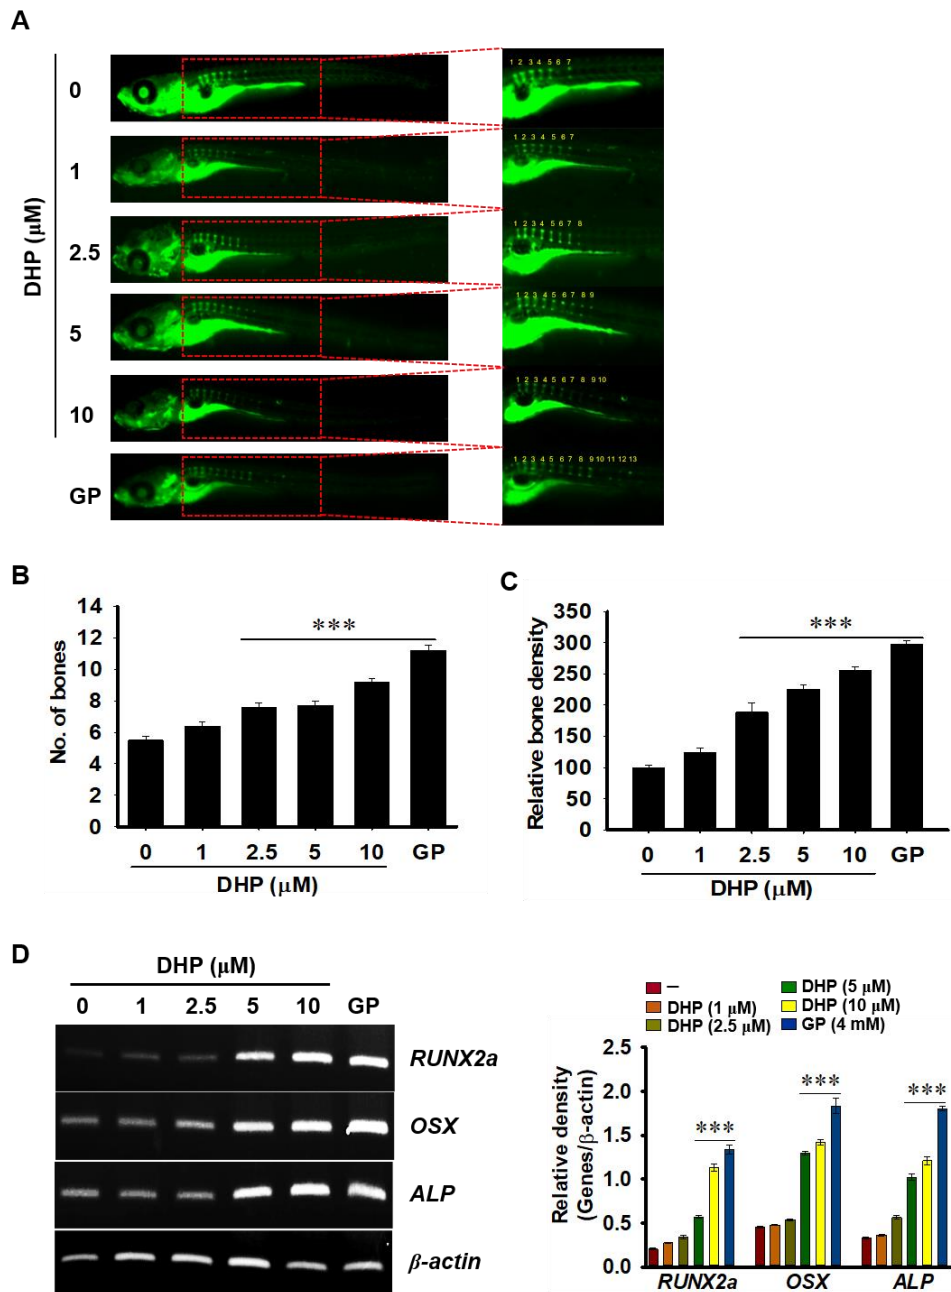 A
DHP (μM)
0
1 2 3 4 5 6 7
1
1 2 3 4 5 6 7
2.5
1 2 3 4 5 6 7 8
5
1 2 3 4 5 6 7 8 9
10
1 2 3 4 5 6 7 8 9 10
GP
1 2 3 4 5 6 7 8 9 10 11 12 13
B
No. of bones
14
12
10
8
6
4
2
0
***
0 1 2.5 5 10 GP
DHP (μM)
C
Relative bone density
350
300
250
200
150
100
50
0
***
0 1 2.5 5 10 GP
DHP (μM)
D
DHP (μM)
0 1 2.5 5 10 GP
RUNX2a
OSX
ALP
β-actin
–
DHP (1 μM)
DHP (2.5 μM)
DHP (5 μM)
DHP (10 μM)
GP (4 mM)
Relative density
(Genes/β-actin)
2.5
2.0
1.5
1.0
0.5
0.0
*** *** ***
RUNX2a OSX ALP